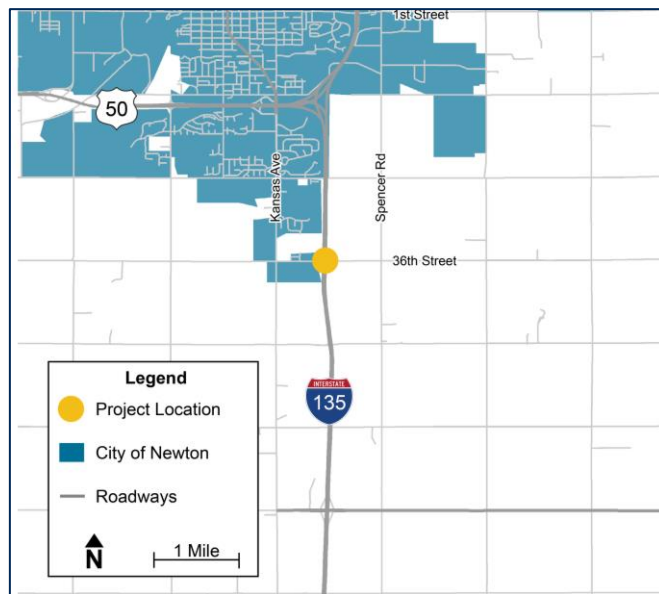 1st Street
50
Kansas Ave
Spencer Rd
36th Street
INTERSTATE
135
Legend
Project Location
City of Newton
Roadways
N
1 Mile